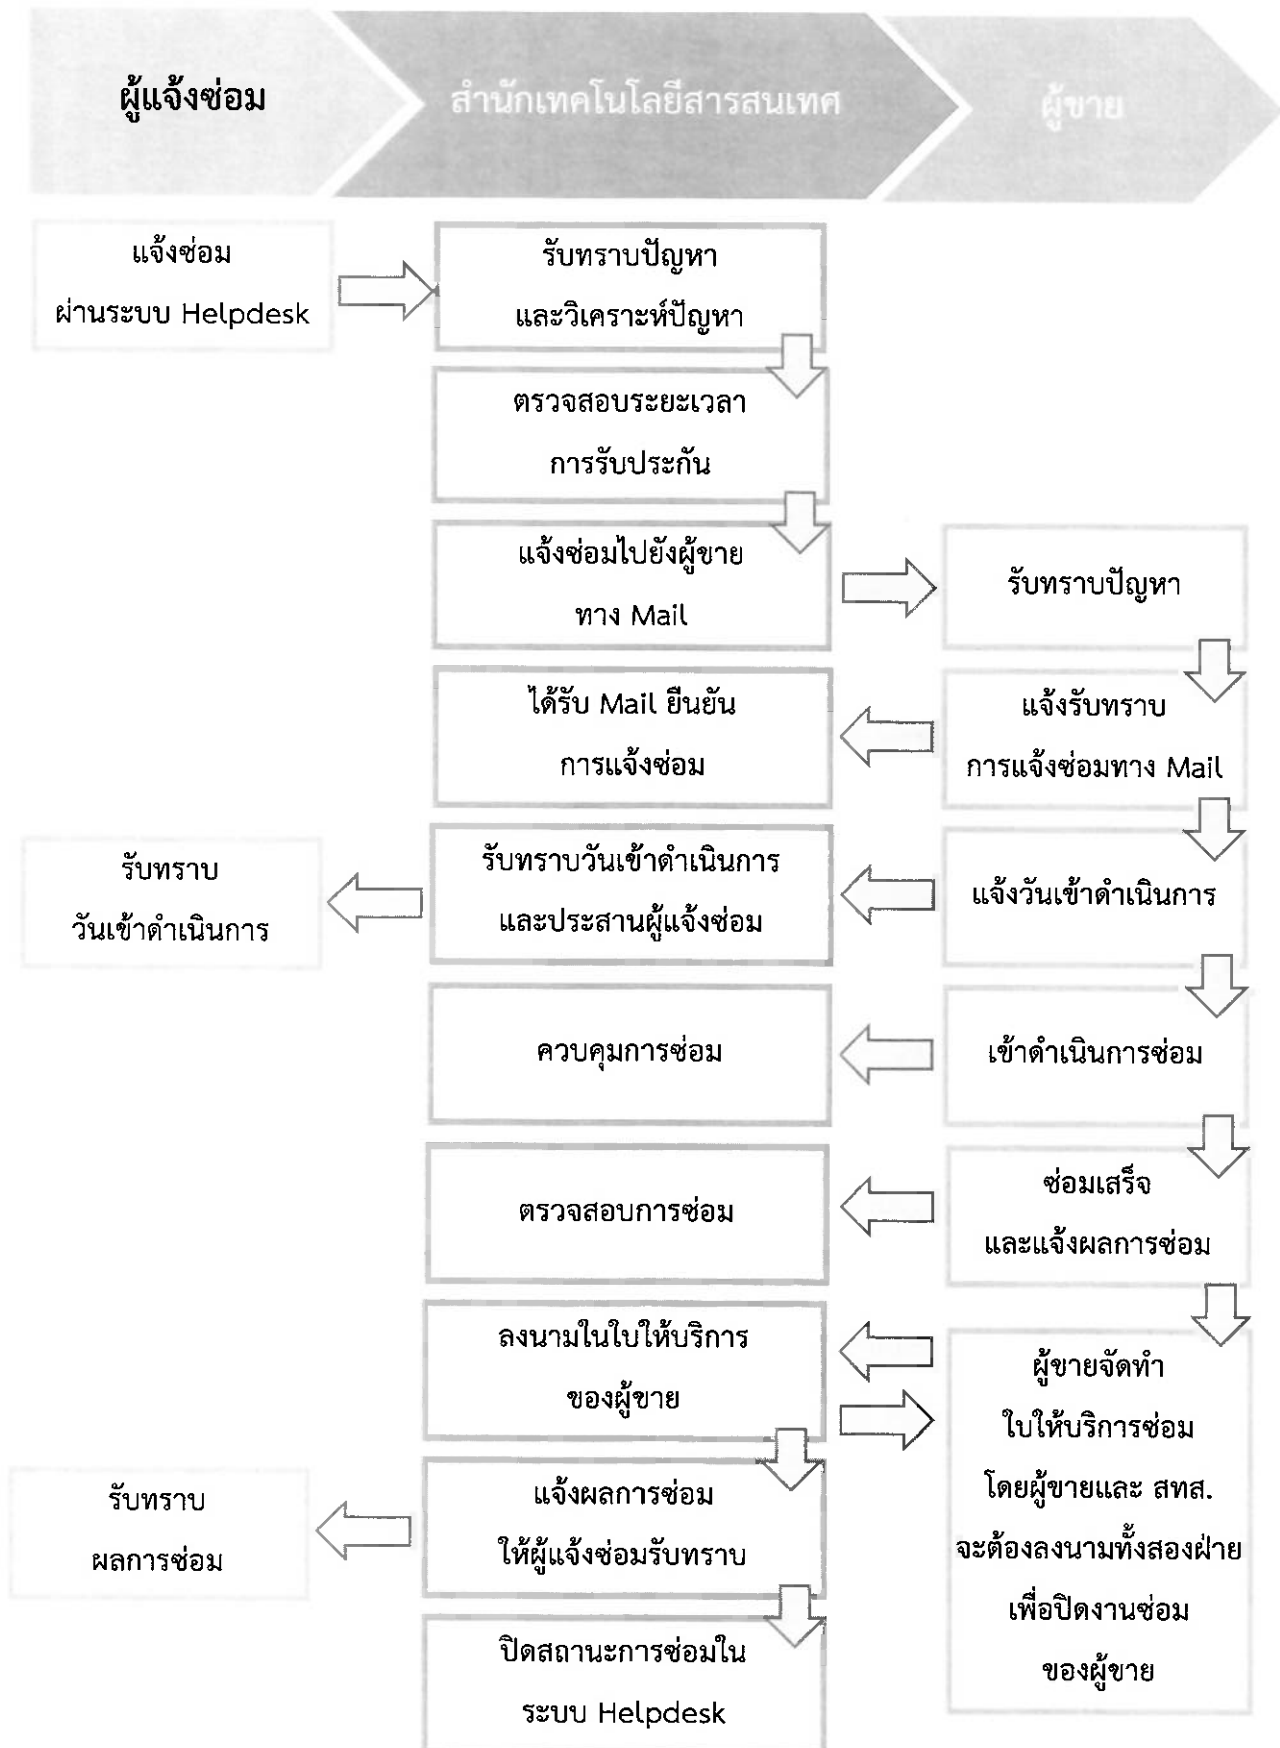 ผู้แจ้งซ่อม
สำนักเทคโนโลยีสารสนเทศ
ผู้ขาย
แจ้งซ่อม
ผ่านระบบ Helpdesk
รับทราบปัญหา
และวิเคราะห์ปัญหา
ตรวจสอบระยะเวลา
การรับประกัน
แจ้งซ่อมไปยังผู้ขาย
ทาง Mail
รับทราบปัญหา
ได้รับ Mail ยืนยัน
การแจ้งซ่อม
แจ้งรับทราบ
การแจ้งซ่อมทาง Mail
รับทราบ
วันเข้าดำเนินการ
รับทราบวันเข้าดำเนินการ
และประสานผู้แจ้งซ่อม
แจ้งวันเข้าดำเนินการ
ควบคุมการซ่อม
เข้าดำเนินการซ่อม
ตรวจสอบการซ่อม
ซ่อมเสร็จ
และแจ้งผลการซ่อม
ลงนามในใบให้บริการ
ของผู้ขาย
ผู้ขายจัดทำ
ใบให้บริการซ่อม
โดยผู้ขายและ สทส.
จะต้องลงนามทั้งสองฝ่าย
เพื่อปิดงานซ่อม
ของผู้ขาย
รับทราบ
ผลการซ่อม
แจ้งผลการซ่อม
ให้ผู้แจ้งซ่อมรับทราบ
ปิดสถานะการซ่อมใน
ระบบ Helpdesk